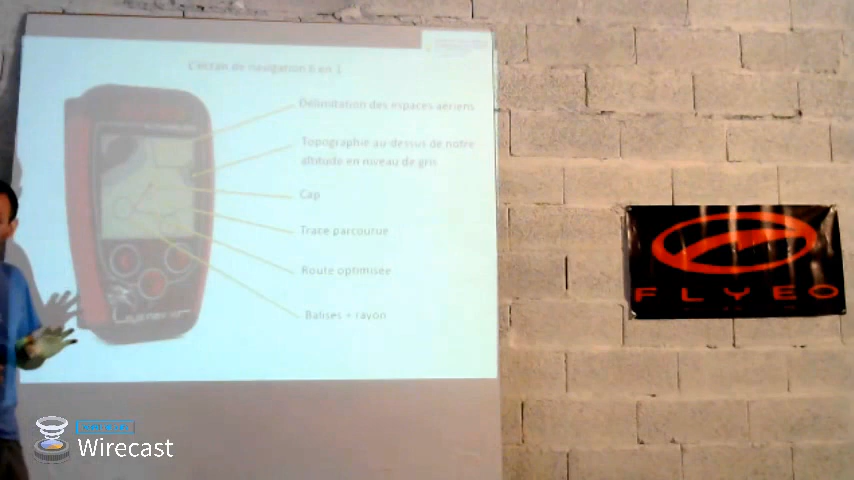 L'écran de navigation 6 en 1
Délimitation des espaces aériens
Topographie au-dessus de notre
altitude en niveau de gris
Cap
Trace parcourue
Route optimisée
Balises + rayon
FLYEO
Wirecast